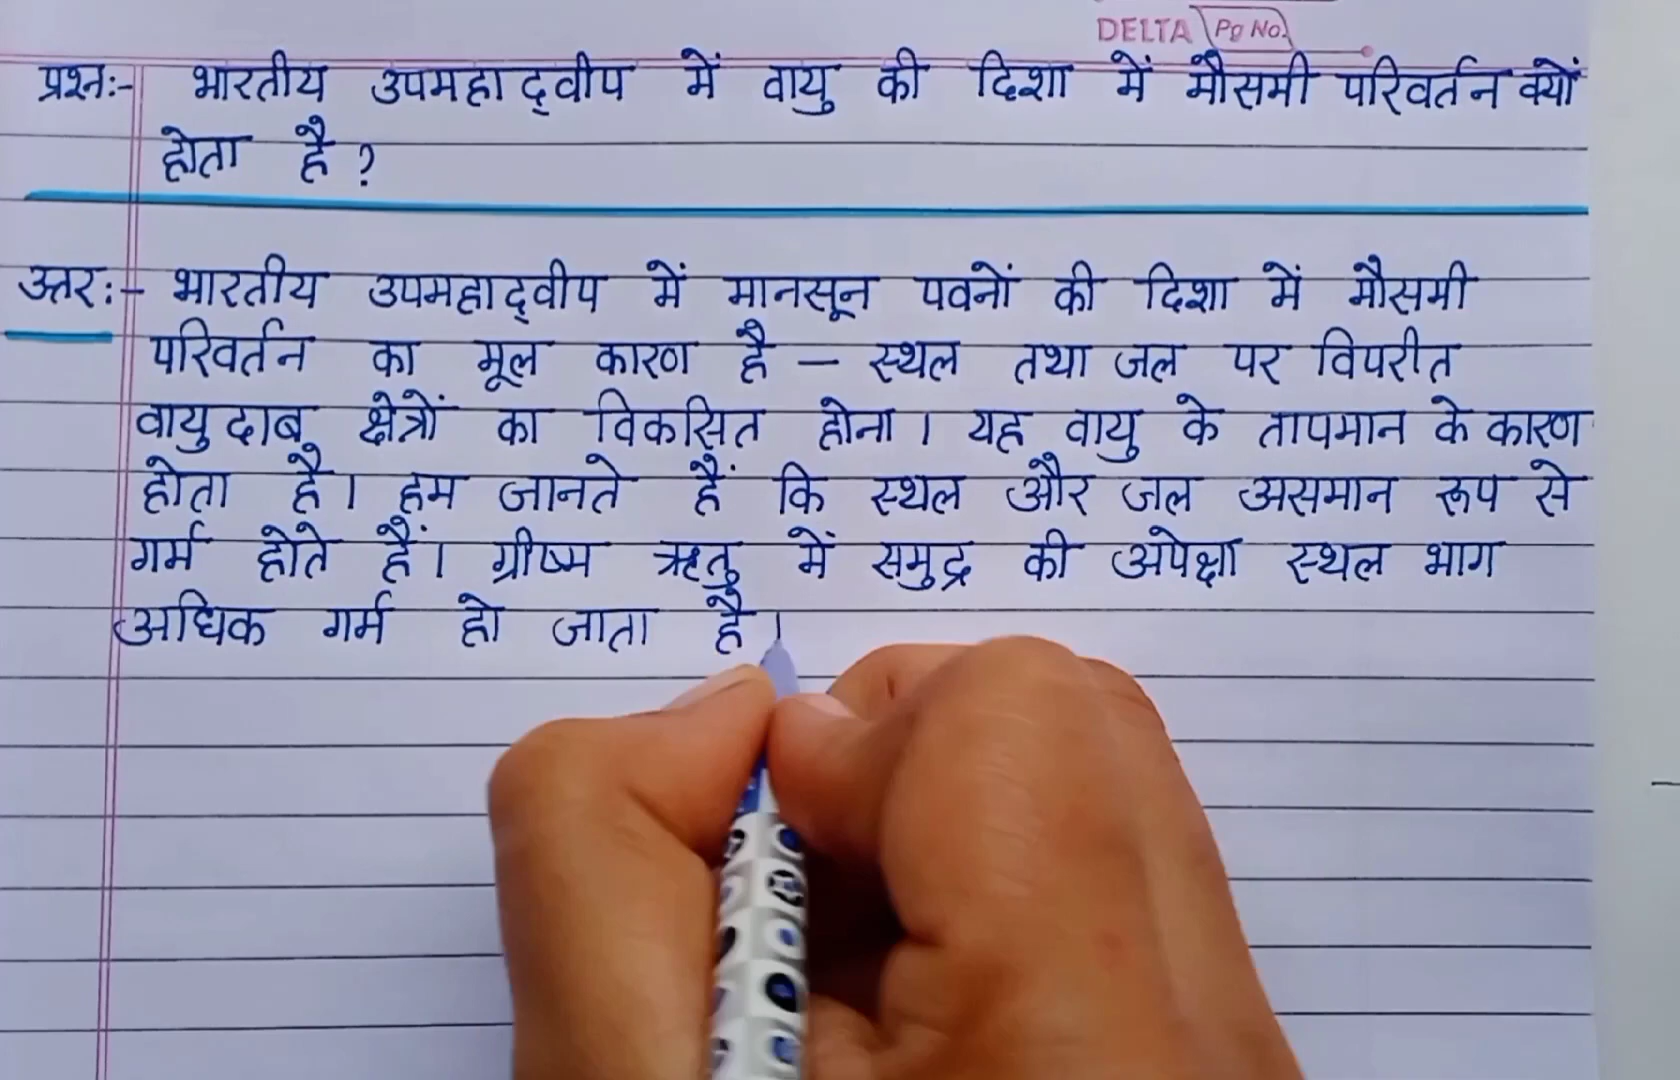 DELTA Pg No.
प्रश्न:- भारतीय उपमहाद्वीप में वायु की दिशा में मौसमी परिवर्तन क्यों
होता है ?
उत्तर:- भारतीय उपमहाद्वीप में मानसून पवनों की दिशा में मौसमी
परिवर्तन का मूल कारण है – स्थल तथा जल पर विपरीत
वायु दाब क्षेत्रों का विकसित होना। यह वायु के तापमान के कारण
होता है। हम जानते हैं कि स्थल और जल असमान रूप से
गर्म होते हैं। ग्रीष्म ऋतु में समुद्र की अपेक्षा स्थल भाग
अधिक गर्म हो जाता है।